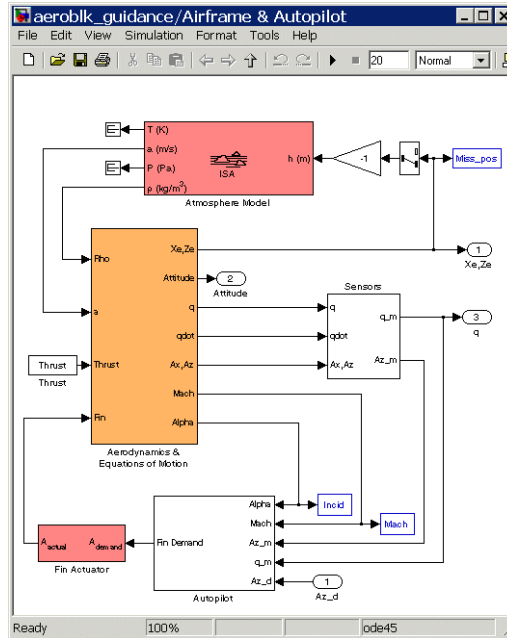 aeroblk_guidance/Airframe & Autopilot
File Edit View Simulation Format Tools Help
20 Normal
T (K)
a (m/s)
P (Pa)
ρ (kg/m³)
ISA
h (m)
-1
Miss_pos
Atmosphere Model
Rho
a
Thrust
Fin
Xe,Ze
Attitude
q
qdot
Ax,Az
Mach
Alpha
Aerodynamics &
Equations of Motion
1
Xe,Ze
2
Attitude
Sensors
q
qdot
Ax,Az
q_m
Az_m
3
q
Thrust
Thrust
Alpha
Mach
Az_m
q_m
Az_d
Fin Demand
Autopilot
Incid
Mach
1
Az_d
A actual
A demand
Fin Actuator
Ready 100% ode45